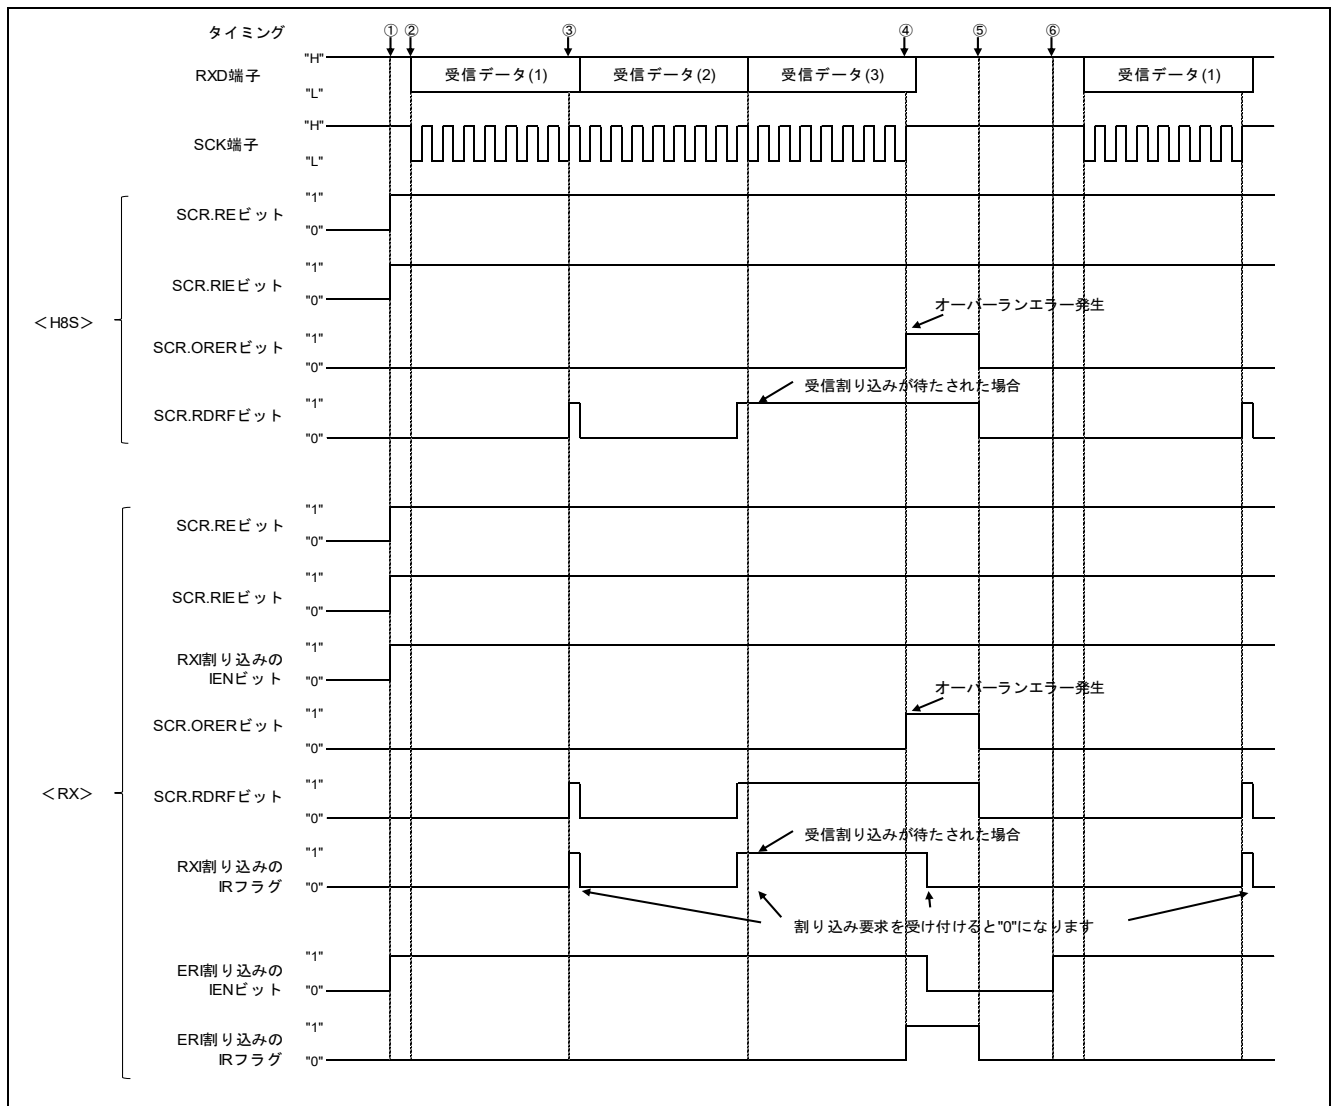 タイミング ① ② ③ ④ ⑤ ⑥
RXD端子 "H" "L" 受信データ(1) 受信データ(2) 受信データ(3) 受信データ(1)
SCK端子 "H" "L"
<H8S>
SCR.REビット "1" "0"
SCR.RIEビット "1" "0"
オーバーランエラー発生
SCR.ORERビット "1" "0"
受信割り込みが待たされた場合
SCR.RDRFビット "1" "0"
<RX>
SCR.REビット "1" "0"
SCR.RIEビット "1" "0"
RXI割り込みの
IENビット "1" "0"
オーバーランエラー発生
SCR.ORERビット "1" "0"
SCR.RDRFビット "1" "0"
受信割り込みが待たされた場合
RXI割り込みの
IRフラグ "1" "0"
割り込み要求を受け付けると"0"になります
ERI割り込みの
IENビット "1" "0"
ERI割り込みの
IRフラグ "1" "0"